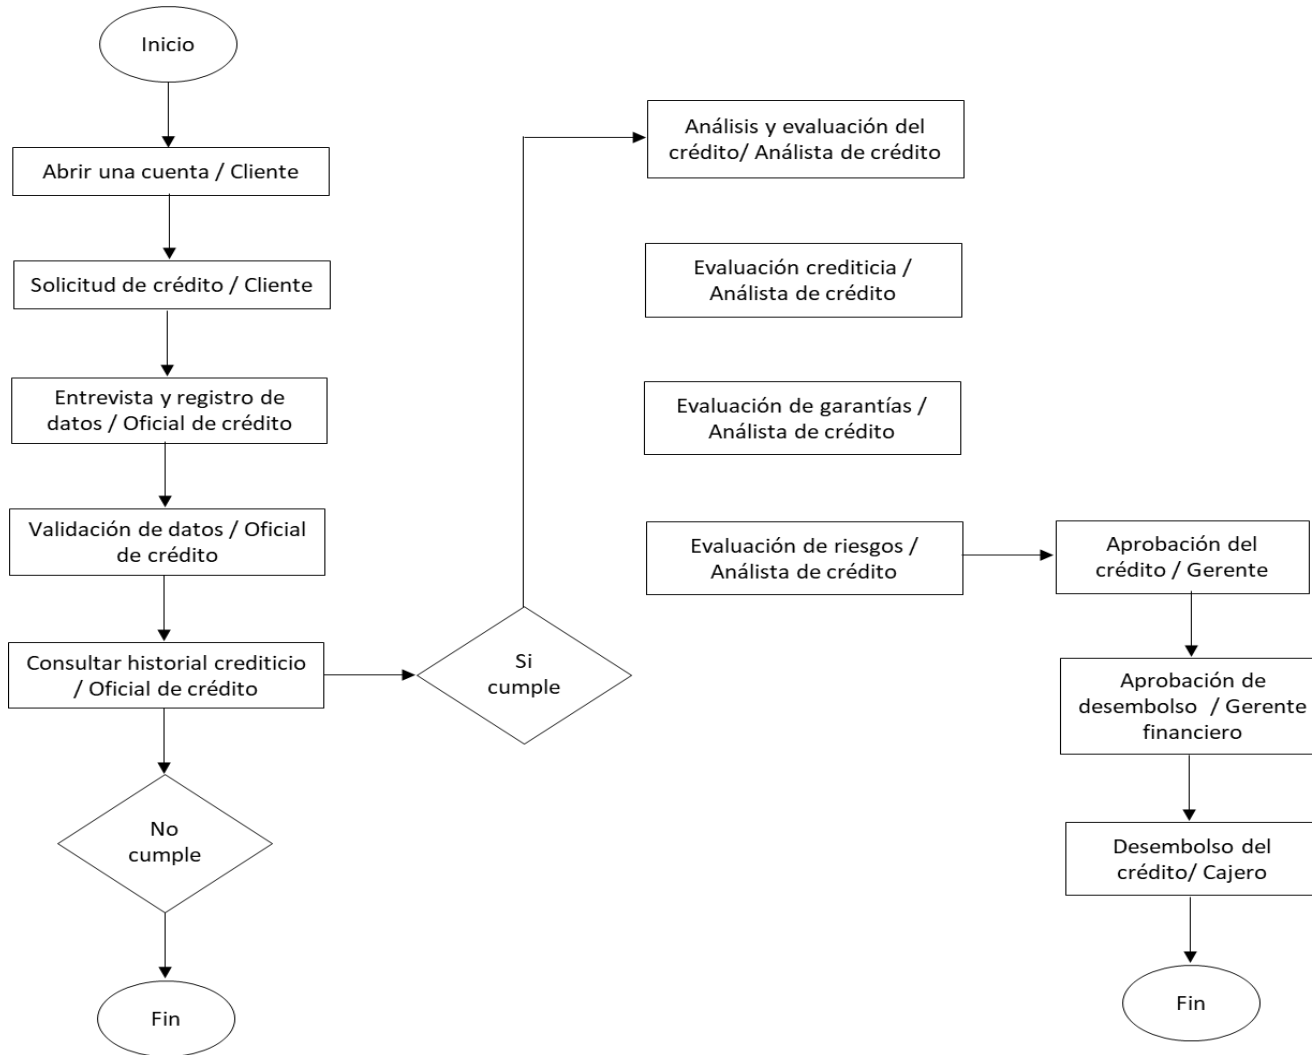 Inicio
Abrir una cuenta / Cliente
Solicitud de crédito / Cliente
Entrevista y registro de
datos / Oficial de crédito
Validación de datos / Oficial
de crédito
Consultar historial crediticio
/ Oficial de crédito
No
cumple
Fin
Si
cumple
Análisis y evaluación del
crédito/ Análista de crédito
Evaluación crediticia /
Análista de crédito
Evaluación de garantías /
Análista de crédito
Evaluación de riesgos /
Análista de crédito
Aprobación del
crédito / Gerente
Aprobación de
desembolso / Gerente
financiero
Desembolso del
crédito/ Cajero
Fin